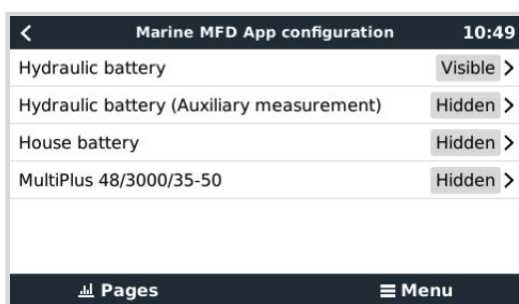 Marine MFD App configuration 10:49
Hydraulic battery Visible
Hydraulic battery (Auxiliary measurement) Hidden
House battery Hidden
MultiPlus 48/3000/35-50 Hidden
Pages Menu